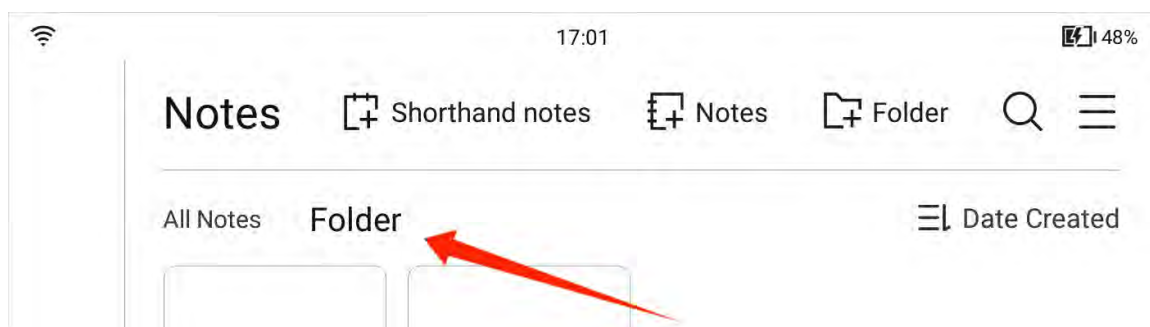 17:01 48%
Notes Shorthand notes Notes Folder
All Notes Folder Date Created